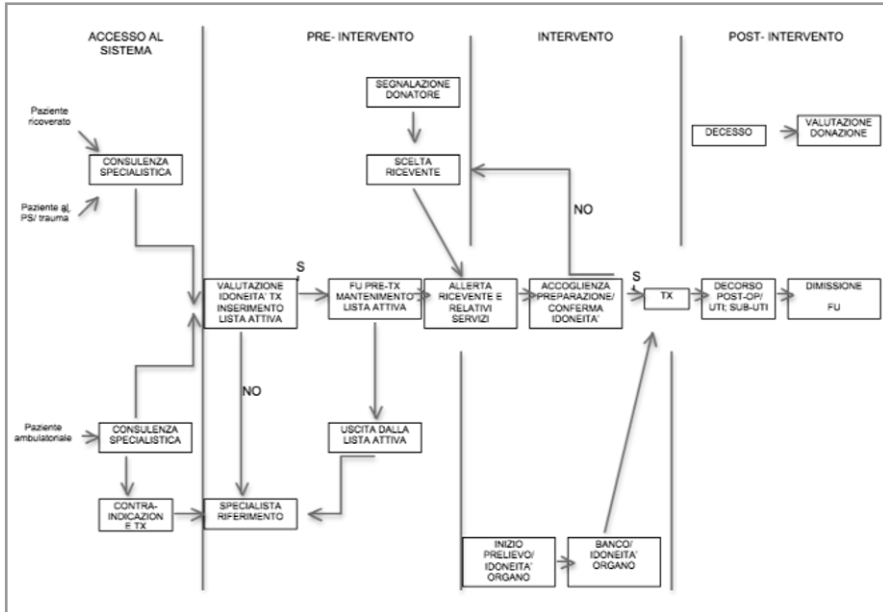 ACCESSO AL
SISTEMA
PRE- INTERVENTO
INTERVENTO
POST- INTERVENTO
SEGNALAZIONE
DONATORE
Paziente
ricoverato
DECESSO
VALUTAZIONE
DONAZIONE
CONSULENZA
SPECIALISTICA
SCELTA
RICEVENTE
Paziente al
PS/ trauma
NO
S
S
VALUTAZIONE
IDONEITA' TX
INSERIMENTO
LISTA ATTIVA
FU PRE-TX
MANTENIMENTO
LISTA ATTIVA
ALLERTA
RICEVENTE E
RELATIVI
SERVIZI
ACCOGLIENZA
PREPARAZIONE/
CONFERMA
IDONEITA'
TX
DECORSO
POST-OP/
UTI; SUB-UTI
DIMISSIONE
FU
NO
Paziente
ambulatoriale
CONSULENZA
SPECIALISTICA
USCITA DALLA
LISTA ATTIVA
CONTRA-
INDICAZION
E TX
SPECIALISTA
RIFERIMENTO
INIZIO
PRELIEVO/
IDONEITA'
ORGANO
BANCO/
IDONEITA'
ORGANO